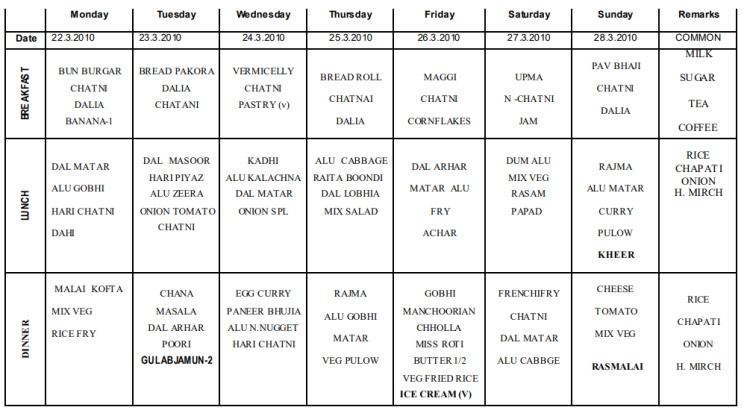 Monday Tuesday Wednesday Thursday Friday Saturday Sunday Remarks
Date 22.3.2010 23.3.2010 24.3.2010 25.3.2010 26.3.2010 27.3.2010 28.3.2010 COMMON
BREAKFAST
BUN BURGAR
CHATNI
DALIA
BANANA-1
BREAD PAKORA
DALIA
CHATANI
VERMICELLY
CHATNI
PASTRY (v)
BREAD ROLL
CHATNAI
DALIA
MAGGI
CHATNI
CORNFLAKES
UPMA
N -CHATNI
JAM
PAV BHAJI
CHATNI
DALIA
MILK
SUGAR
TEA
COFFEE
LUNCH
DAL MATAR
ALU GOBHI
HARI CHATNI
DAHI
DAL MASOOR
HARI PIYAZ
ALU ZEERA
ONION TOMATO
CHATNI
KADHI
ALU KALACHNA
DAL MATAR
ONION SPL
ALU CABBAGE
RAITA BOONDI
DAL LOBHIA
MIX SALAD
DAL ARHAR
MATAR ALU
FRY
ACHAR
DUM ALU
MIX VEG
RASAM
PAPAD
RAJMA
ALU MATAR
CURRY
PULOW
KHEER
RICE
CHAPATI
ONION
H. MIRCH
DINNER
MALAI KOFTA
MIX VEG
RICE FRY
CHANA
MASALA
DAL ARHAR
POORI
GULABJAMUN-2
EGG CURRY
PANEER BHUJIA
ALU N.NUGGET
HARI CHATNI
RAJMA
ALU GOBHI
MATAR
VEG PULOW
GOBHI
MANCHOORIAN
CHHOLLA
MISS ROTI
BUTTER 1/2
VEG FRIED RICE
ICE CREAM (V)
FRENCHIFRY
CHATNI
DAL MATAR
ALU CABBGE
CHEESE
TOMATO
MIX VEG
RASMALAI
RICE
CHAPATI
ONION
H. MIRCH